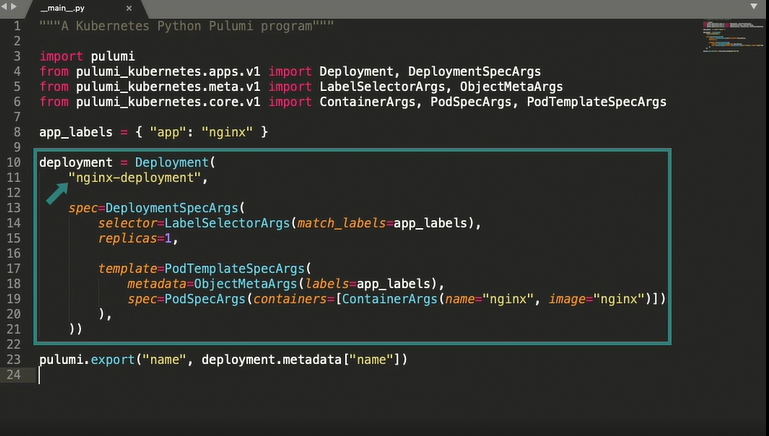 __main__.py
1 """A Kubernetes Python Pulumi program"""
2
3 import pulumi
4 from pulumi_kubernetes.apps.v1 import Deployment, DeploymentSpecArgs
5 from pulumi_kubernetes.meta.v1 import LabelSelectorArgs, ObjectMetaArgs
6 from pulumi_kubernetes.core.v1 import ContainerArgs, PodSpecArgs, PodTemplateSpecArgs
7
8 app_labels = { "app": "nginx" }
9
10 deployment = Deployment(
11     "nginx-deployment",
12
13     spec=DeploymentSpecArgs(
14         selector=LabelSelectorArgs(match_labels=app_labels),
15         replicas=1,
16
17         template=PodTemplateSpecArgs(
18             metadata=ObjectMetaArgs(labels=app_labels),
19             spec=PodSpecArgs(containers=[ContainerArgs(name="nginx", image="nginx")])
20         ),
21     ))
22
23 pulumi.export("name", deployment.metadata["name"])
24